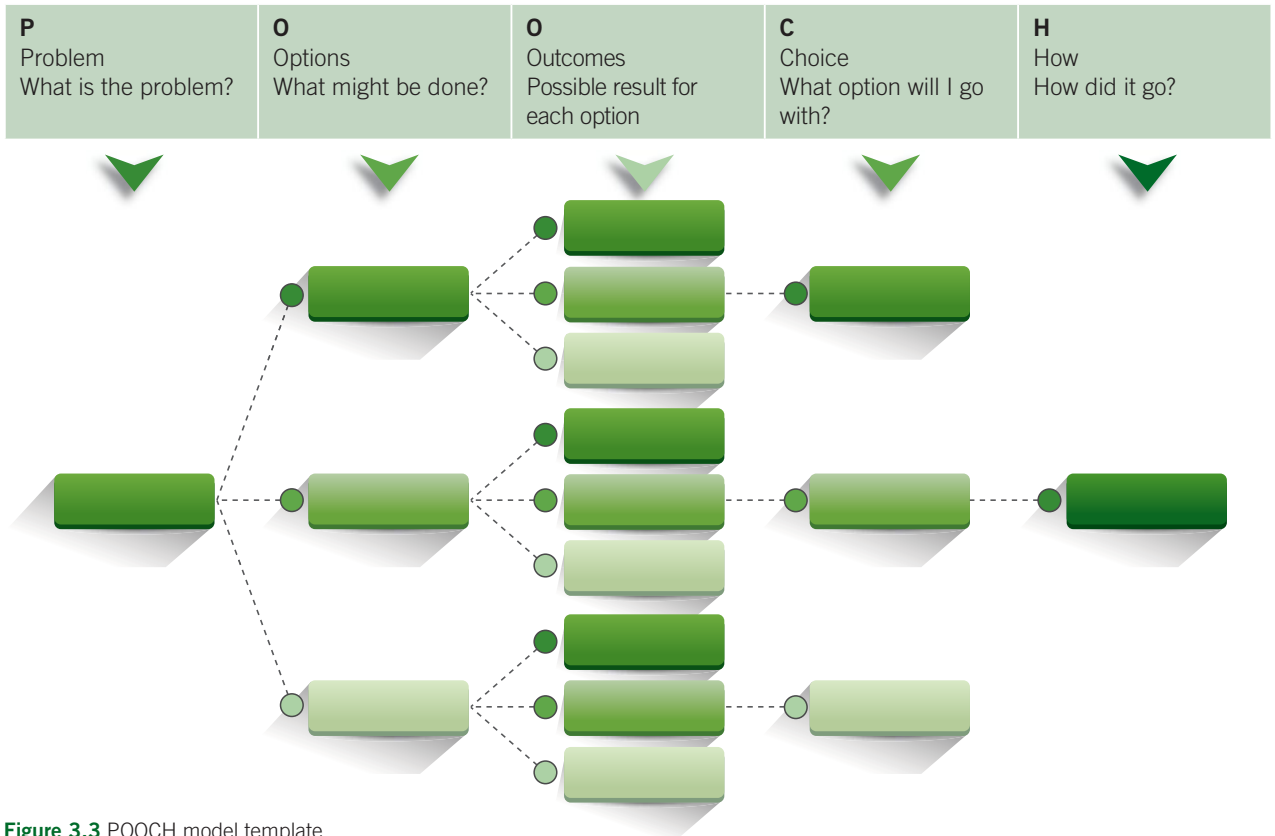 P
Problem
What is the problem?
O
Options
What might be done?
O
Outcomes
Possible result for
each option
C
Choice
What option will I go
with?
H
How
How did it go?
Figure 3.3 POOCH model template